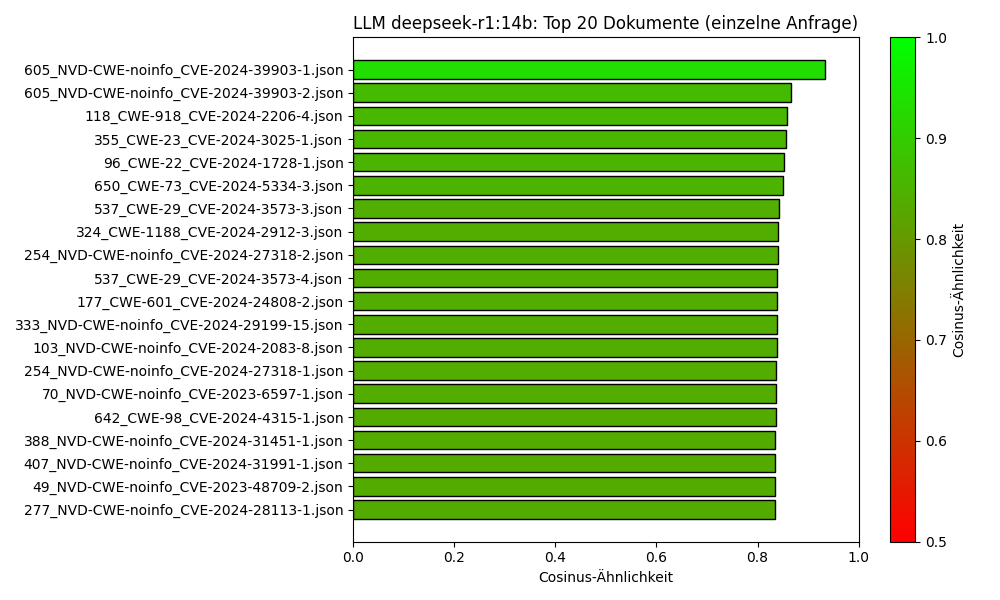 LLM deepseek-r1:14b: Top 20 Dokumente (einzelne Anfrage)
605_NVD-CWE-noinfo_CVE-2024-39903-1.json
605_NVD-CWE-noinfo_CVE-2024-39903-2.json
118_CWE-918_CVE-2024-2206-4.json
355_CWE-23_CVE-2024-3025-1.json
96_CWE-22_CVE-2024-1728-1.json
650_CWE-73_CVE-2024-5334-3.json
537_CWE-29_CVE-2024-3573-3.json
324_CWE-1188_CVE-2024-2912-3.json
254_NVD-CWE-noinfo_CVE-2024-27318-2.json
537_CWE-29_CVE-2024-3573-4.json
177_CWE-601_CVE-2024-24808-2.json
333_NVD-CWE-noinfo_CVE-2024-29199-15.json
103_NVD-CWE-noinfo_CVE-2024-2083-8.json
254_NVD-CWE-noinfo_CVE-2024-27318-1.json
70_NVD-CWE-noinfo_CVE-2023-6597-1.json
642_CWE-98_CVE-2024-4315-1.json
388_NVD-CWE-noinfo_CVE-2024-31451-1.json
407_NVD-CWE-noinfo_CVE-2024-31991-1.json
49_NVD-CWE-noinfo_CVE-2023-48709-2.json
277_NVD-CWE-noinfo_CVE-2024-28113-1.json
0.0 0.2 0.4 0.6 0.8 1.0
Cosinus-Ähnlichkeit
1.0
0.9
0.8
0.7
0.6
0.5
Cosinus-Ähnlichkeit